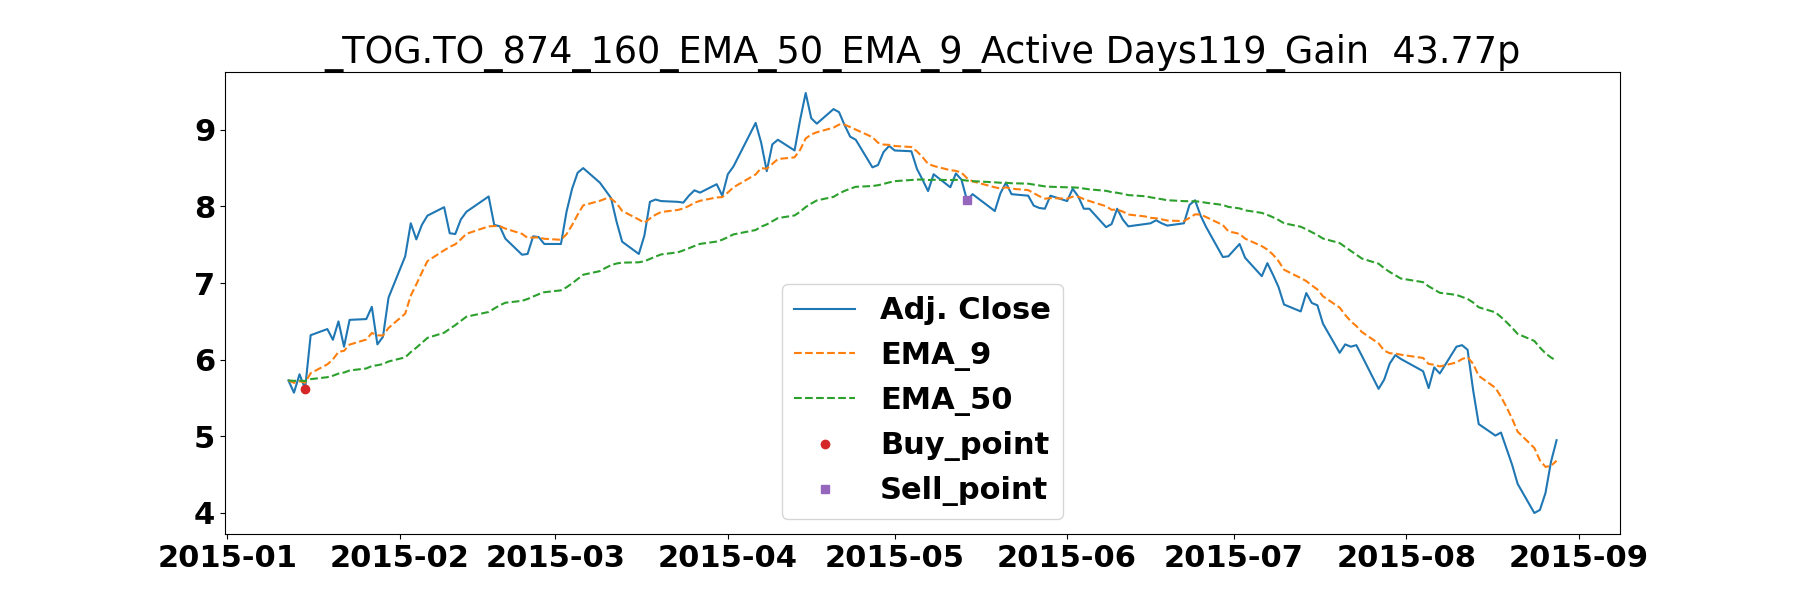 _TOG.TO_874_160_EMA_50_EMA_9_Active Days119_Gain  43.77p
9
8
7
6
5
4
Adj. Close
EMA_9
EMA_50
Buy_point
Sell_point
2015-01 2015-02 2015-03 2015-04 2015-05 2015-06 2015-07 2015-08 2015-09